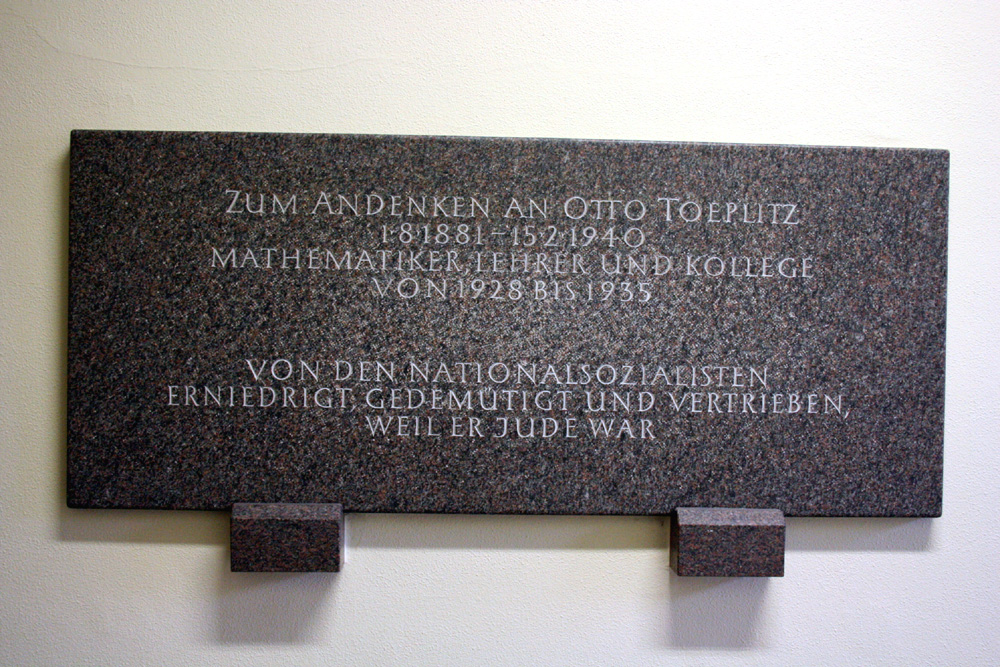 ZUM ANDENKEN AN OTTO TOEPLITZ
1·8·1881 – 15·2·1940
MATHEMATIKER, LEHRER UND KOLLEGE
VON 1928 BIS 1935
VON DEN NATIONALSOZIALISTEN
ERNIEDRIGT, GEDEMÜTIGT UND VERTRIEBEN,
WEIL ER JUDE WAR